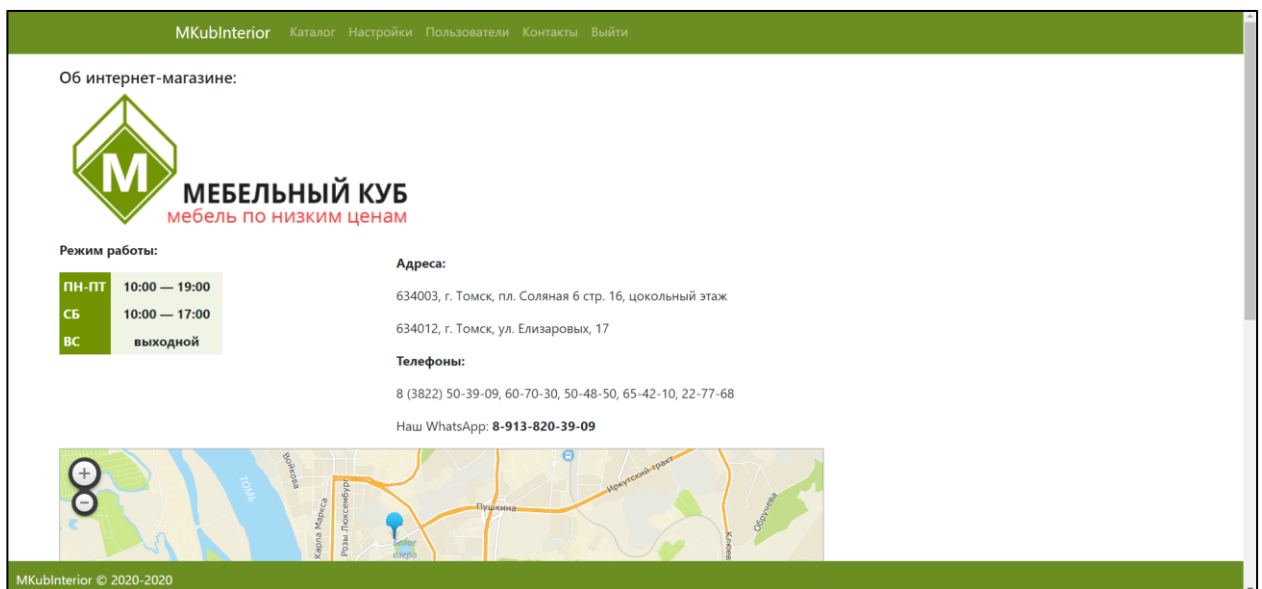 MKubInterior Каталог Настройки Пользователи Контакты Выйти
Об интернет-магазине:
М
МЕБЕЛЬНЫЙ КУБ
мебель по низким ценам
Режим работы:
ПН-ПТ 10:00 — 19:00
СБ 10:00 — 17:00
ВС выходной
Адреса:
634003, г. Томск, пл. Соляная 6 стр. 16, цокольный этаж
634012, г. Томск, ул. Елизаровых, 17
Телефоны:
8 (3822) 50-39-09, 60-70-30, 50-48-50, 65-42-10, 22-77-68
Наш WhatsApp: 8-913-820-39-09
Войкова
ТОМЬ
Карла Маркса
Розы Люксембург
Пушкина
Иркутский тракт
Обручева
Клюев
Белое
озеро
MKubInterior © 2020-2020